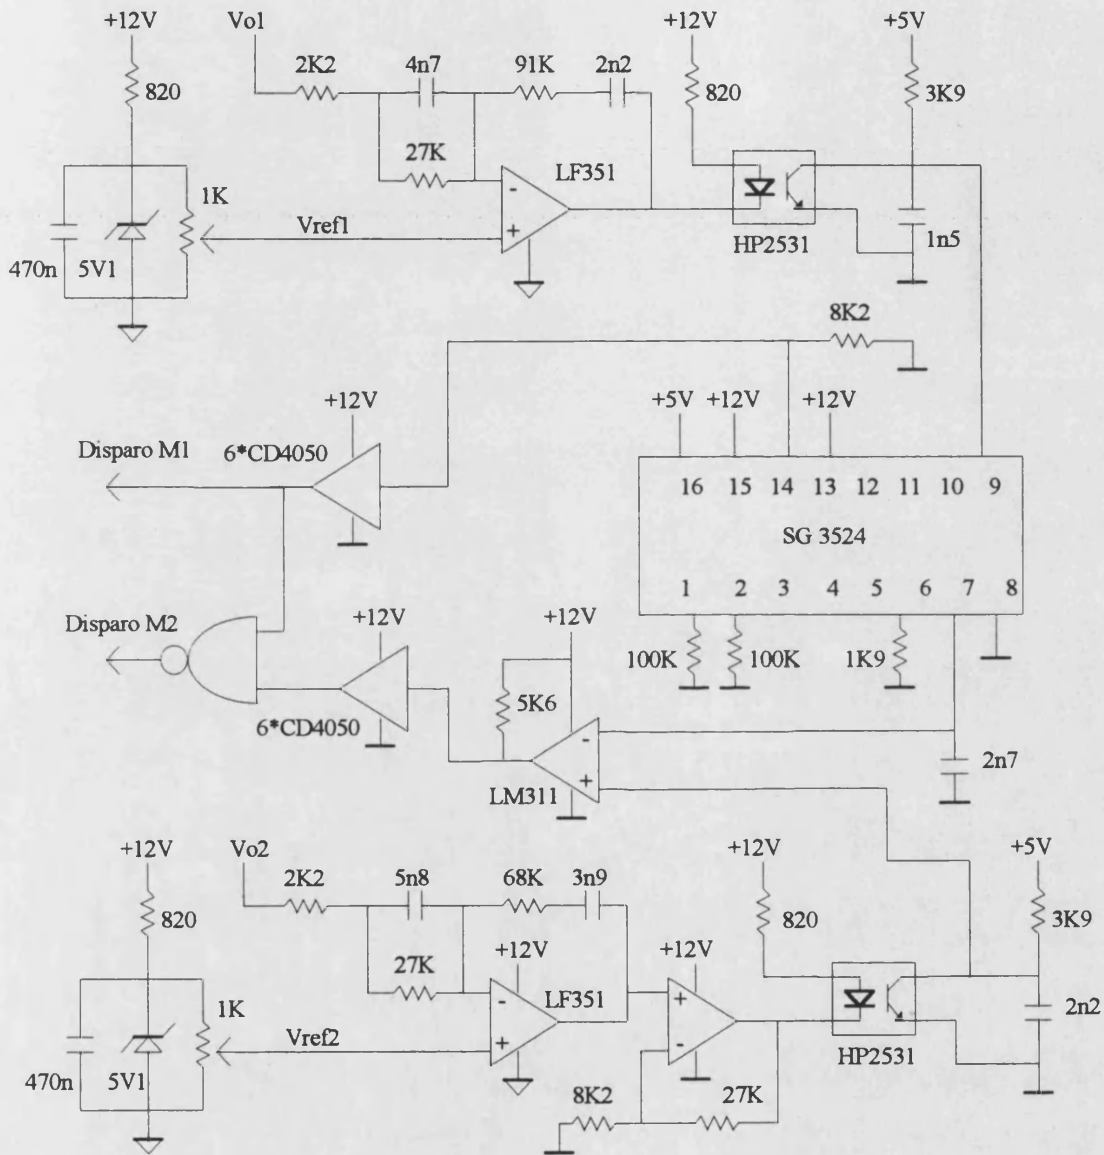 +12V
Vo1
+12V
+5V
820
2K2
4n7
91K
2n2
820
3K9
27K
LF351
-
+
1K
Vref1
470n
5V1
HP2531
1n5
8K2
+12V
+5V
+12V
+12V
Disparo M1
6*CD4050
16 15 14 13 12 11 10 9
SG 3524
1 2 3 4 5 6 7 8
Disparo M2
+12V
+12V
100K
100K
1K9
5K6
-
+
6*CD4050
LM311
2n7
+12V
Vo2
+12V
+5V
820
2K2
5n8
68K
3n9
820
3K9
27K
+12V
+12V
LF351
-
+
+
-
1K
Vref2
470n
5V1
HP2531
2n2
8K2
27K